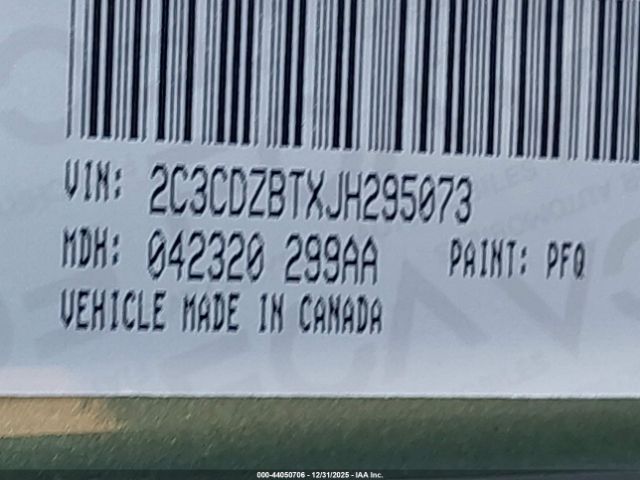 VIN: 2C3CDZBTXJH295073
MDH: 042320 299AA PAINT: PFQ
VEHICLE MADE IN CANADA
000-44050706 - 12/31/2025 - IAA Inc.